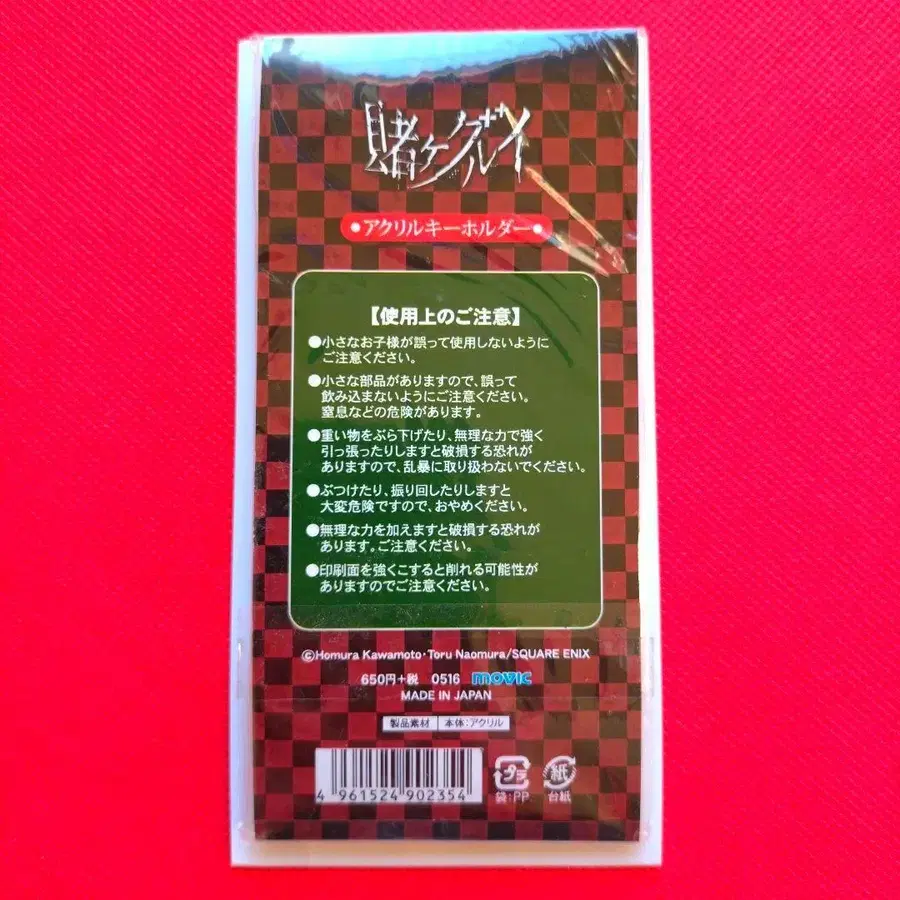 賭ケグルイ
•アクリルキーホルダー•
【使用上のご注意】
●小さなお子様が誤って使用しないように
ご注意ください。
●小さな部品がありますので、誤って
飲み込まないようにご注意ください。
窒息などの危険があります。
●重い物をぶら下げたり、無理な力で強く
引っ張ったりしますと破損する恐れが
ありますので、乱暴に取り扱わないでください。
●ぶつけたり、振り回したりしますと
大変危険ですので、おやめください。
●無理な力を加えますと破損する恐れが
あります。ご注意ください。
●印刷面を強くこすると削れる可能性が
ありますのでご注意ください。
©Homura Kawamoto・Toru Naomura/SQUARE ENIX
650円+税 0516 movic
MADE IN JAPAN
製品素材 本体:アクリル
4 961524 902354
プラ 紙
袋:PP 台紙